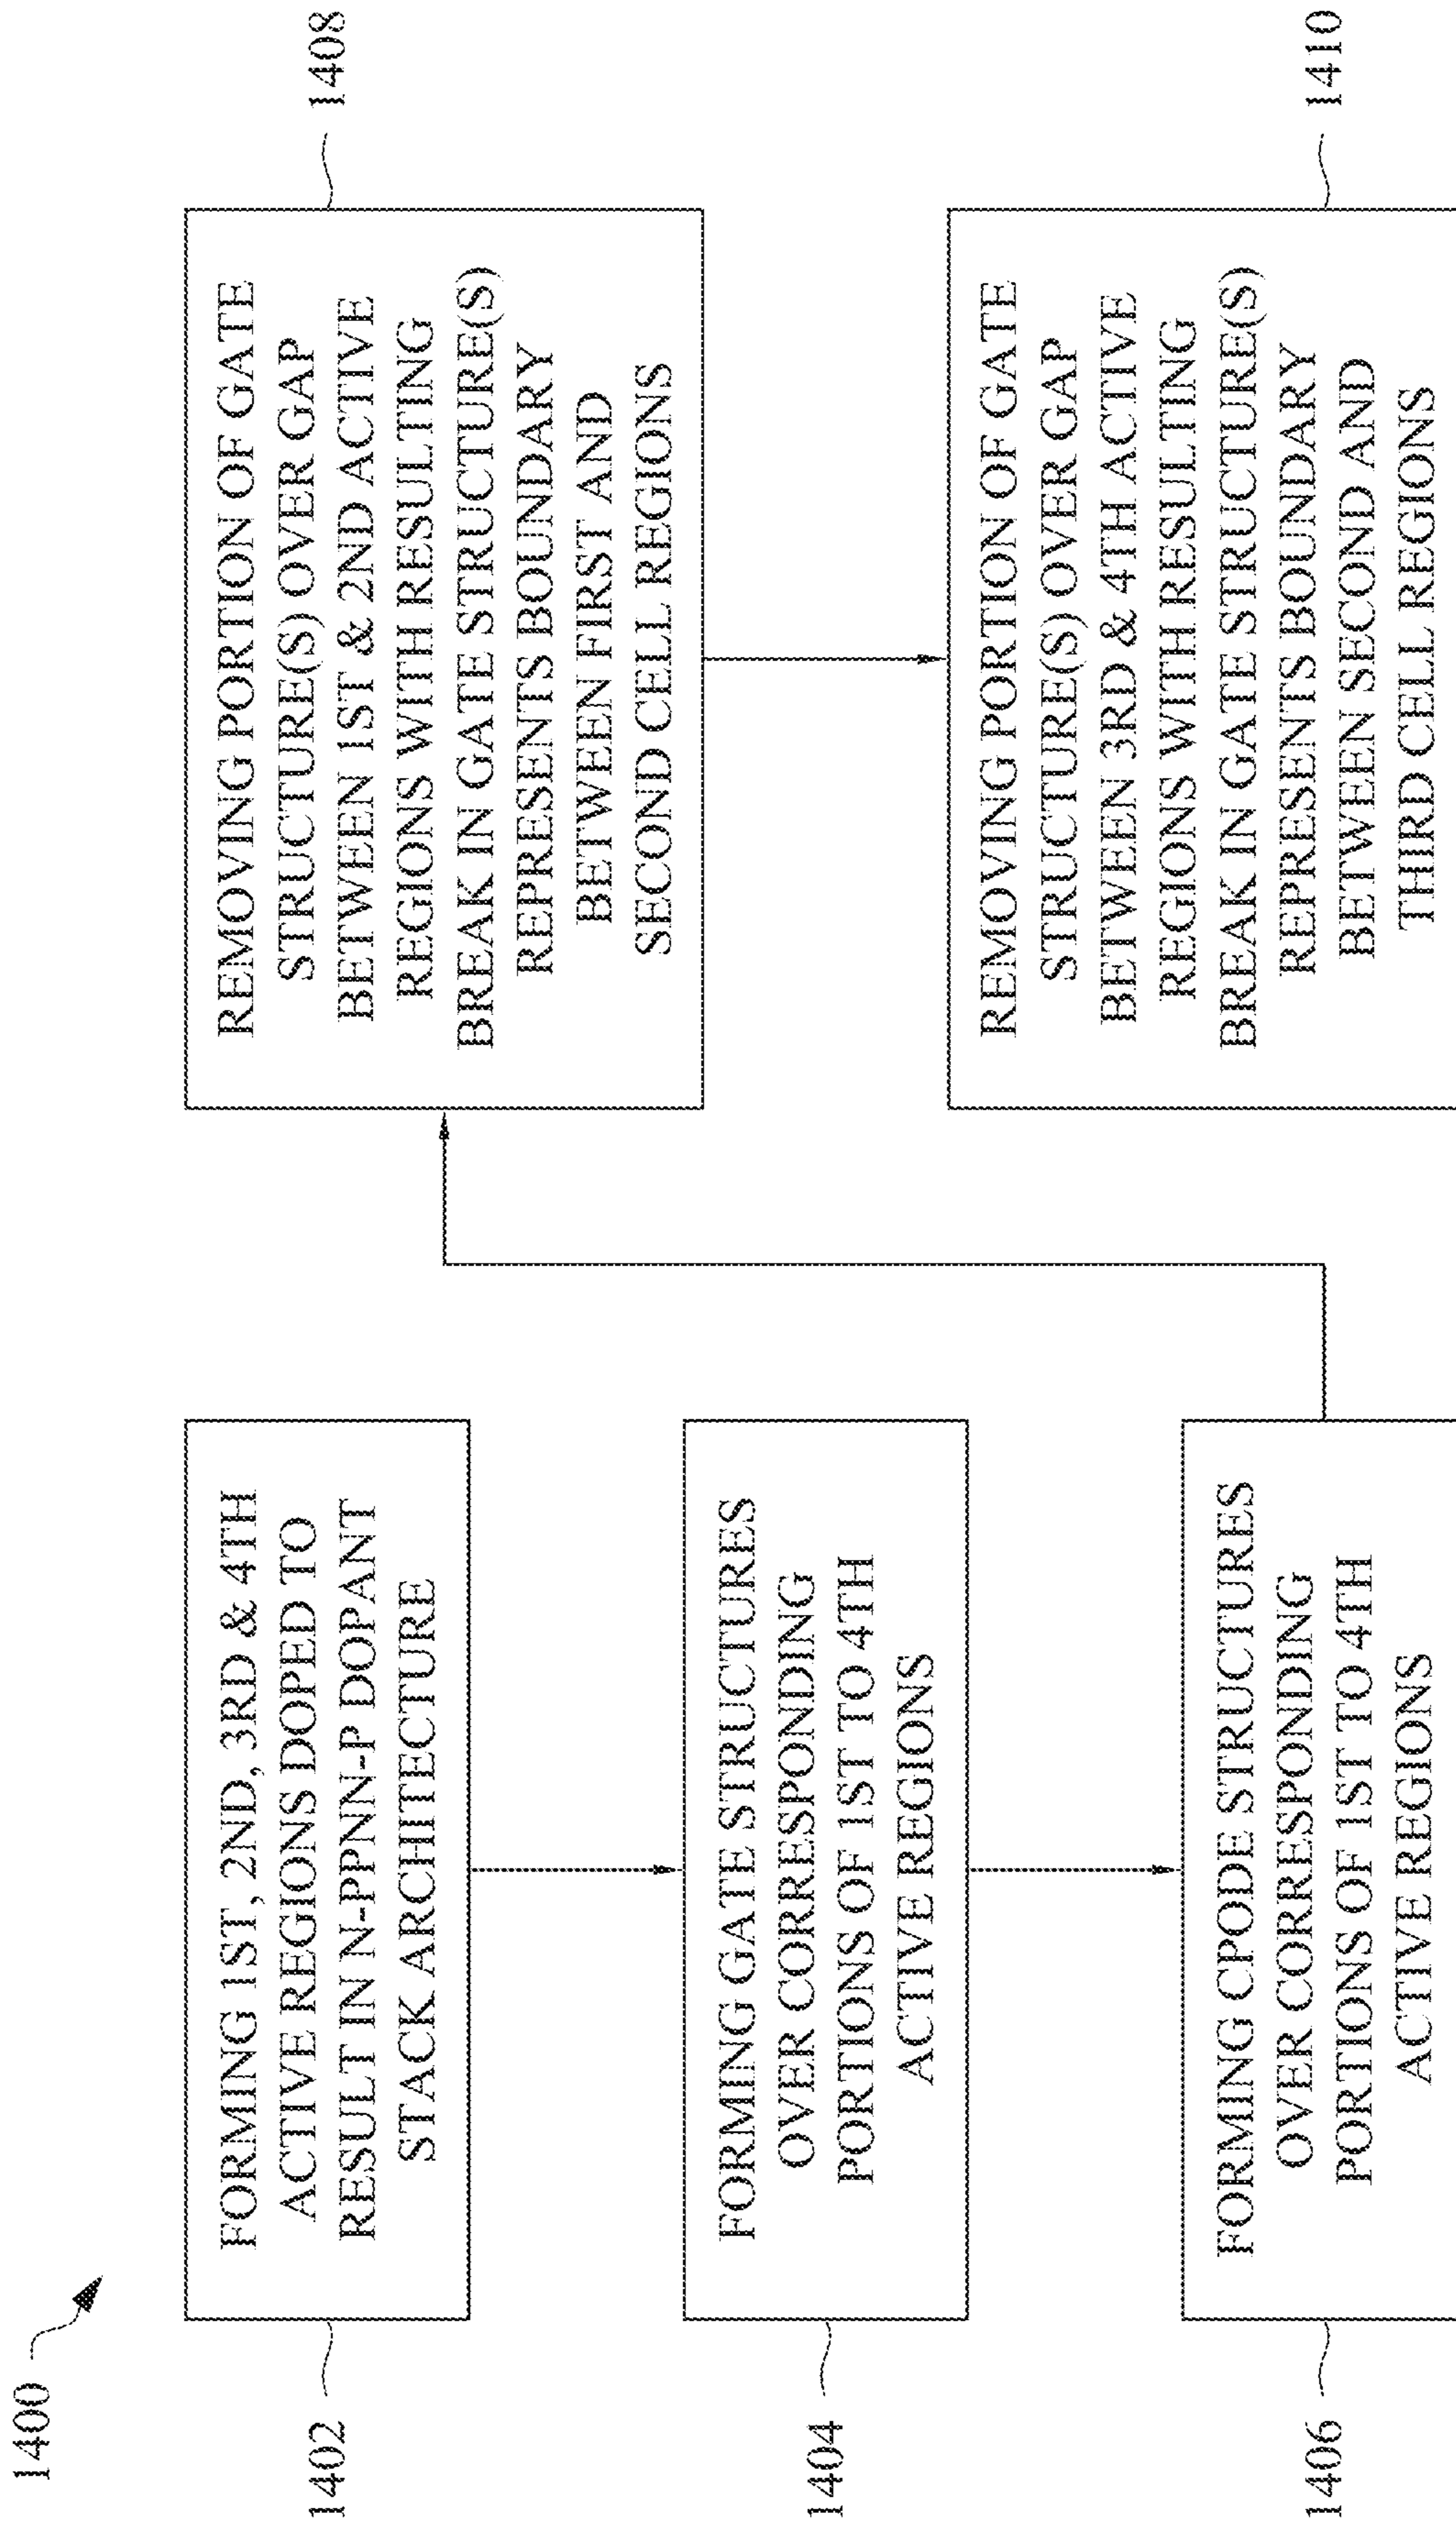 1400
1402
FORMING 1ST, 2ND, 3RD & 4TH
ACTIVE REGIONS DOPED TO
RESULT IN N-PPNN-P DOPANT
STACK ARCHITECTURE
1404
FORMING GATE STRUCTURES
OVER CORRESPONDING
PORTIONS OF 1ST TO 4TH
ACTIVE REGIONS
1406
FORMING CPODE STRUCTURES
OVER CORRESPONDING
PORTIONS OF 1ST TO 4TH
ACTIVE REGIONS
1408
REMOVING PORTION OF GATE
STRUCTURE(S) OVER GAP
BETWEEN 1ST & 2ND ACTIVE
REGIONS WITH RESULTING
BREAK IN GATE STRUCTURE(S)
REPRESENTS BOUNDARY
BETWEEN FIRST AND
SECOND CELL REGIONS
1410
REMOVING PORTION OF GATE
STRUCTURE(S) OVER GAP
BETWEEN 3RD & 4TH ACTIVE
REGIONS WITH RESULTING
BREAK IN GATE STRUCTURE(S)
REPRESENTS BOUNDARY
BETWEEN SECOND AND
THIRD CELL REGIONS